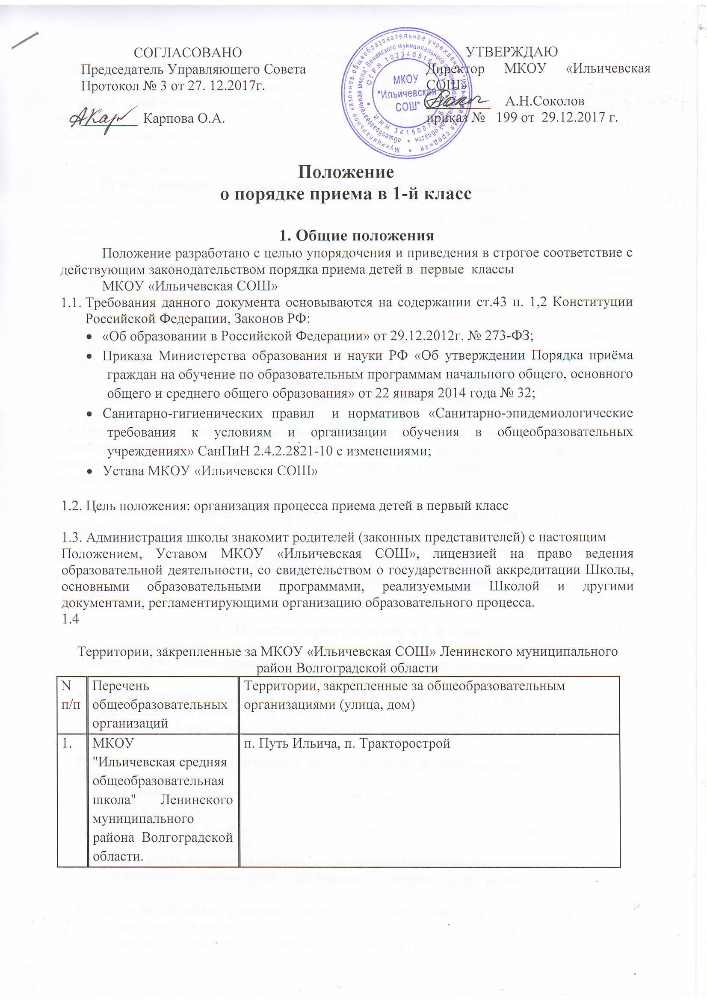 СОГЛАСОВАНО
Председатель Управляющего Совета
Протокол № 3 от 27. 12.2017г.
Карпова О.А.
УТВЕРЖДАЮ
Директор МКОУ «Ильичевская
СОШ»
А.Н.Соколов
приказ № 199 от 29.12.2017 г.
МКОУ
"Ильичевская
СОШ"
Положение
о порядке приема в 1-й класс
1. Общие положения
Положение разработано с целью упорядочения и приведения в строгое соответствие с
действующим законодательством порядка приема детей в первые классы
МКОУ «Ильичевская СОШ»
1.1. Требования данного документа основываются на содержании ст.43 п. 1,2 Конституции
Российской Федерации, Законов РФ:
• «Об образовании в Российской Федерации» от 29.12.2012г. № 273-ФЗ;
• Приказа Министерства образования и науки РФ «Об утверждении Порядка приёма
граждан на обучение по образовательным программам начального общего, основного
общего и среднего общего образования» от 22 января 2014 года № 32;
• Санитарно-гигиенических правил и нормативов «Санитарно-эпидемиологические
требования к условиям и организации обучения в общеобразовательных
учреждениях» СанПиН 2.4.2.2821-10 с изменениями;
• Устава МКОУ «Ильичевскя СОШ»
1.2. Цель положения: организация процесса приема детей в первый класс
1.3. Администрация школы знакомит родителей (законных представителей) с настоящим
Положением, Уставом МКОУ «Ильичевская СОШ», лицензией на право ведения
образовательной деятельности, со свидетельством о государственной аккредитации Школы,
основными образовательными программами, реализуемыми Школой и другими
документами, регламентирующими организацию образовательного процесса.
1.4
Территории, закрепленные за МКОУ «Ильичевская СОШ» Ленинского муниципального
район Волгоградской области
N
п/п
Перечень
общеобразовательных
организаций
Территории, закрепленные за общеобразовательным
организациями (улица, дом)
1.
МКОУ
"Ильичевская средняя
общеобразовательная
школа" Ленинского
муниципального
района Волгоградской
области.
п. Путь Ильича, п. Тракторострой